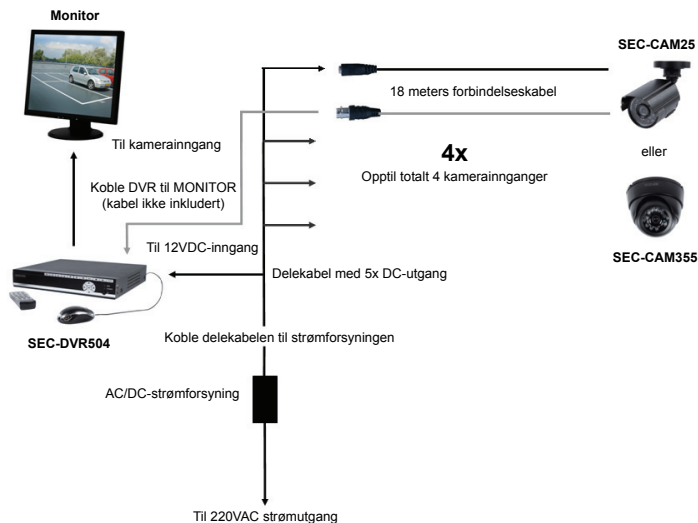 Monitor
SEC-CAM25
18 meters forbindelseskabel
Til kamerainngang
4x
eller
Opptil totalt 4 kamerainnganger
Koble DVR til MONITOR
(kabel ikke inkludert)
Til 12VDC-inngang
SEC-CAM355
Delekabel med 5x DC-utgang
SEC-DVR504
Koble delekabelen til strømforsyningen
AC/DC-strømforsyning
Til 220VAC strømutgang